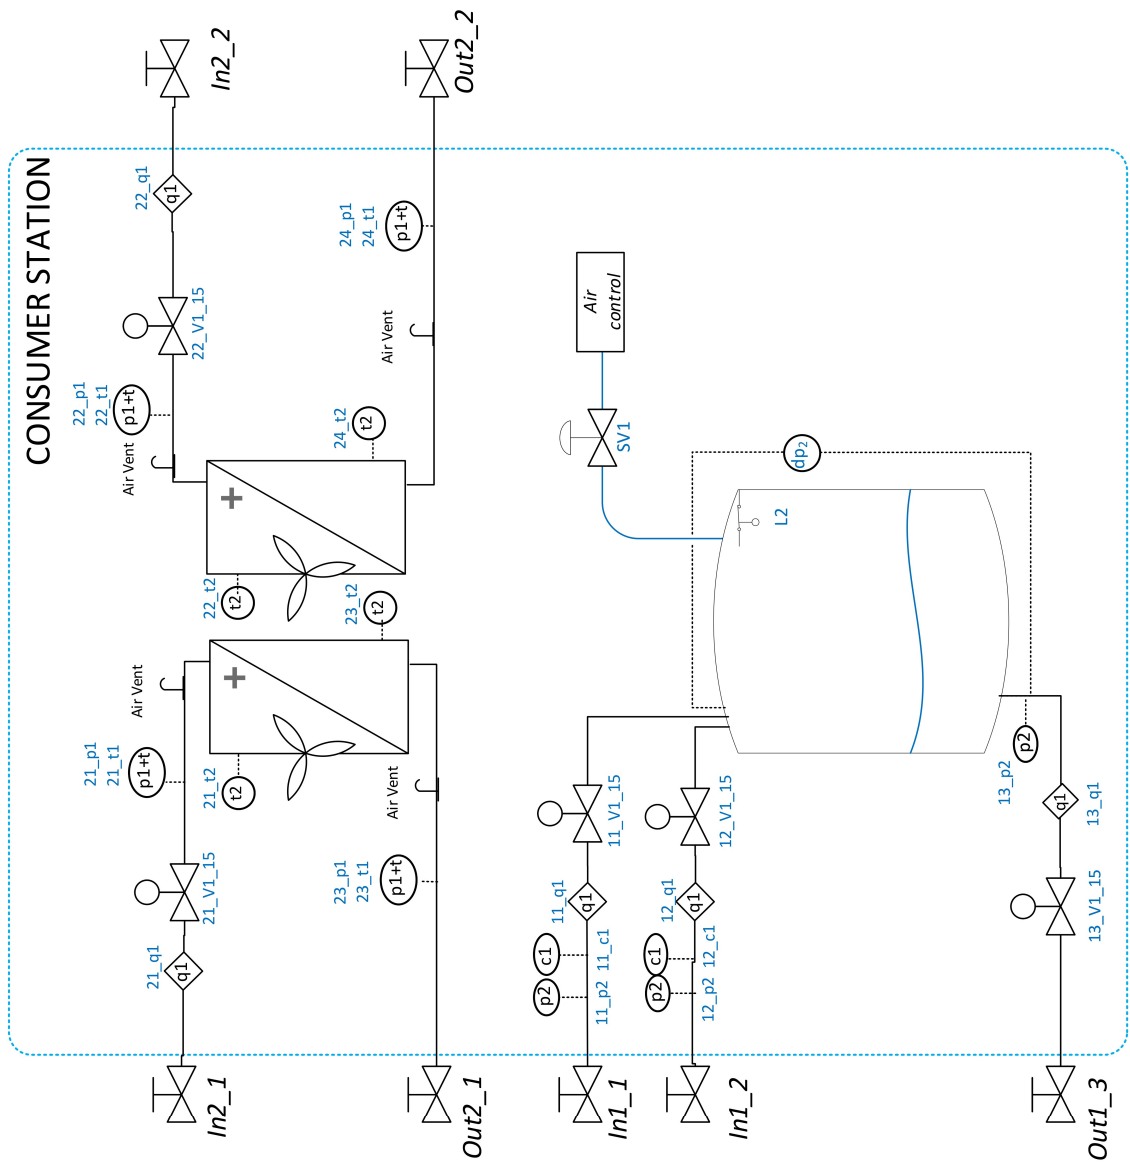 CONSUMER STATION
In2_2
Out2_2
22_q1
q1
24_p1
24_t1
p1+t
22_V1_15
Air Vent
22_p1
22_t1
p1+t
Air Vent
24_t2
t2
+
22_t2
t2
23_t2
t2
+
Air Vent
21_p1
21_t1
p1+t
21_t2
t2
Air Vent
23_p1
23_t1
p1+t
21_V1_15
21_q1
q1
In2_1
Out2_1
Air
control
SV1
dp2
L2
11_V1_15
12_V1_15
11_q1
q1
12_q1
q1
c1
11_c1
c1
12_c1
p2
11_p2
p2
12_p2
In1_1
In1_2
p2
13_p2
q1
13_q1
13_V1_15
Out1_3